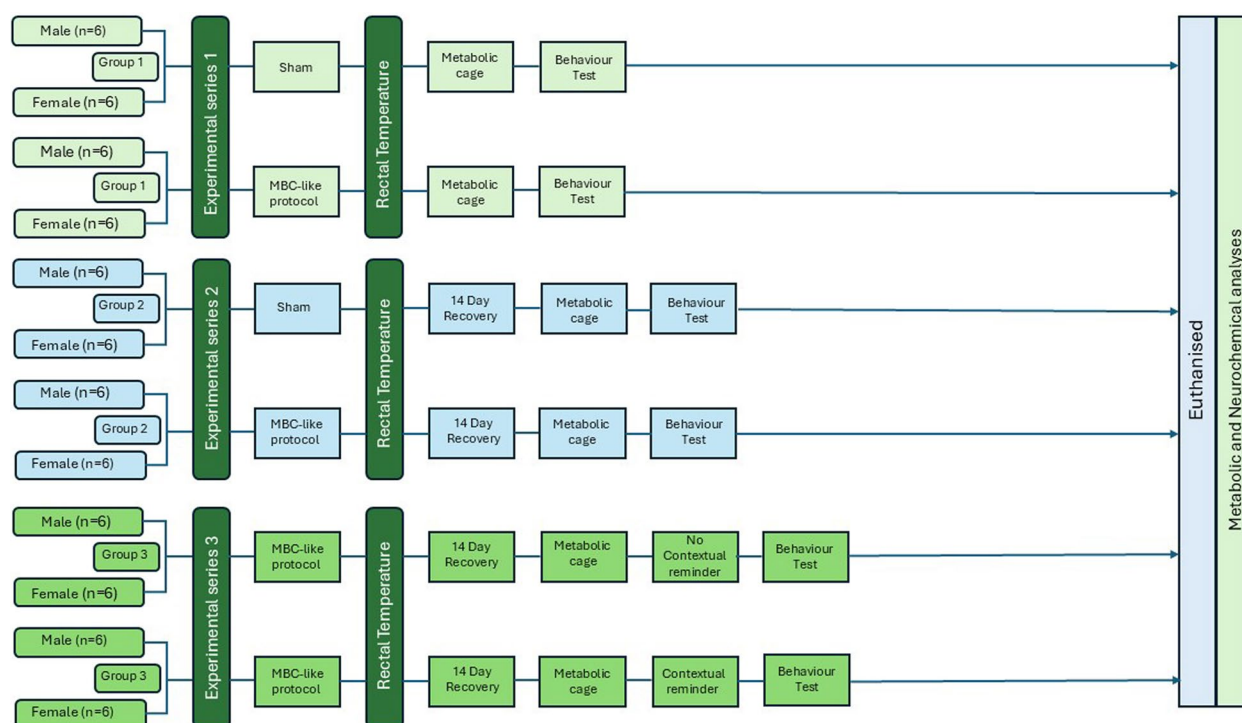 Male (n=6)
Group 1
Female (n=6)
Male (n=6)
Group 1
Female (n=6)
Experimental series 1
Sham
MBC-like
protocol
Rectal Temperature
Metabolic
cage
Behaviour
Test
Metabolic
cage
Behaviour
Test
Male (n=6)
Group 2
Female (n=6)
Male (n=6)
Group 2
Female (n=6)
Experimental series 2
Sham
MBC-like
protocol
Rectal Temperature
14 Day
Recovery
Metabolic
cage
Behaviour
Test
14 Day
Recovery
Metabolic
cage
Behaviour
Test
Male (n=6)
Group 3
Female (n=6)
Male (n=6)
Group 3
Female (n=6)
Experimental series 3
MBC-like
protocol
MBC-like
protocol
Rectal Temperature
14 Day
Recovery
Metabolic
cage
No
Contextual
reminder
Behaviour
Test
14 Day
Recovery
Metabolic
cage
Contextual
reminder
Behaviour
Test
Euthanised
Metabolic and Neurochemical analyses